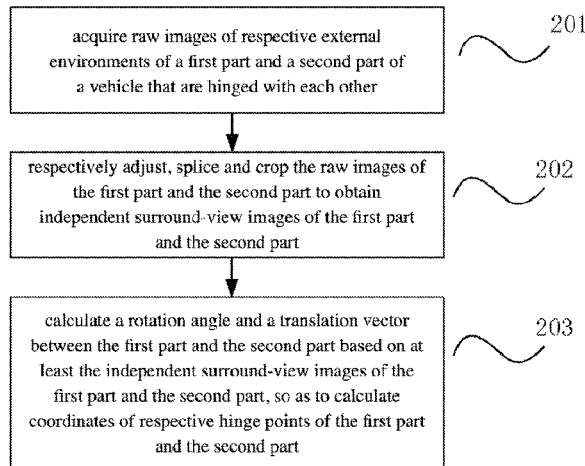 acquire raw images of respective external
environments of a first part and a second part of
a vehicle that are hinged with each other
201
respectively adjust, splice and crop the raw images of
the first part and the second part to obtain
independent surround-view images of the first part
and the second part
202
calculate a rotation angle and a translation vector
between the first part and the second part based on at
least the independent surround-view images of the
first part and the second part, so as to calculate
coordinates of respective hinge points of the first part
and the second part
203